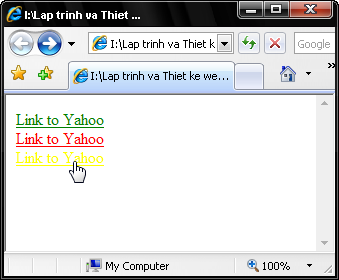 I:\Lap trinh va Thiet ...
I:\Lap trinh va Thiet k
Google
I:\Lap trinh va Thiet ke we...
»
Link to Yahoo
Link to Yahoo
Link to Yahoo
My Computer
100%